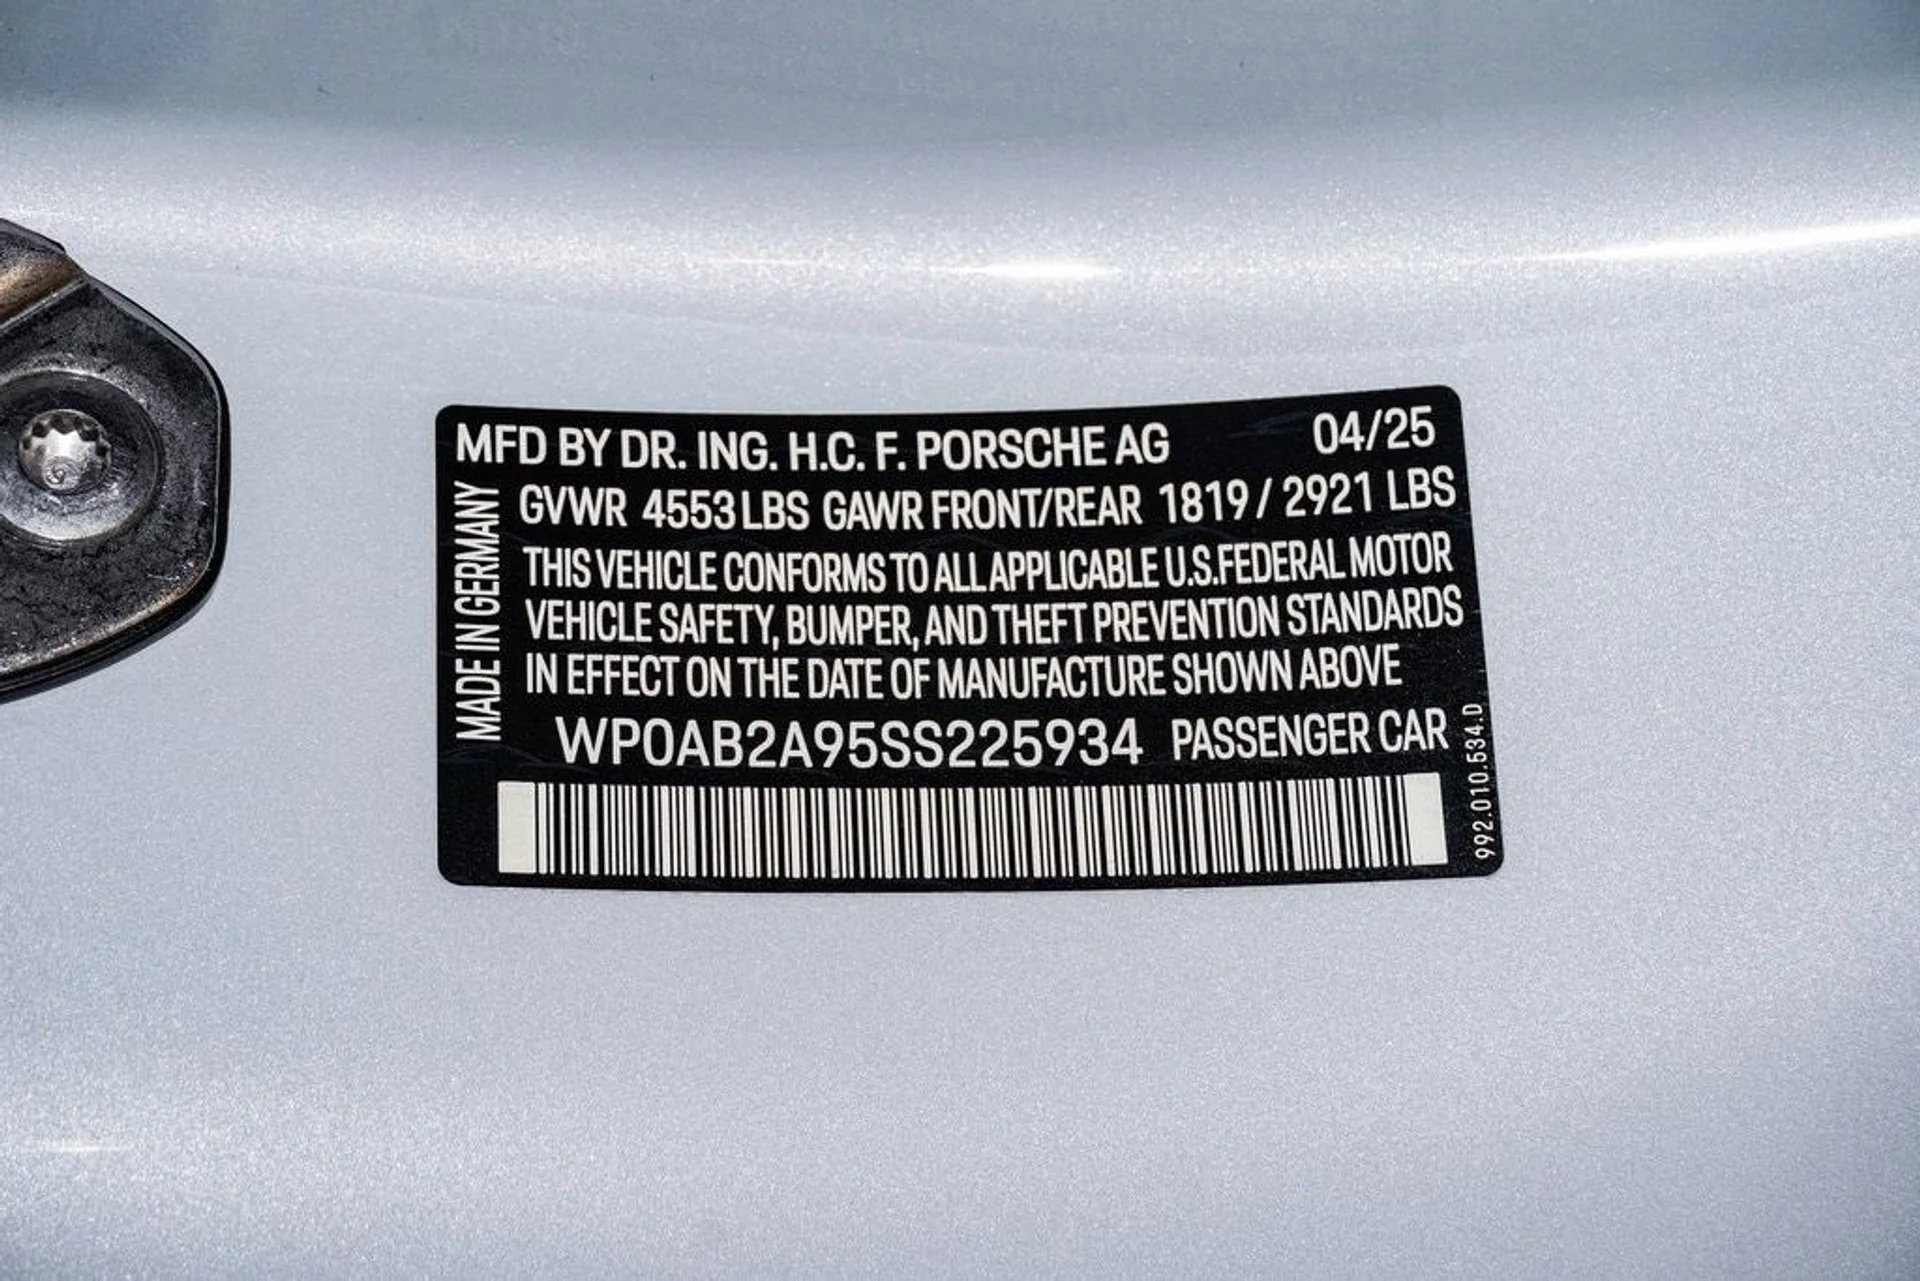 MFD BY DR. ING. H.C. F. PORSCHE AG 04/25
GVWR 4553 LBS GAWR FRONT/REAR 1819 / 2921 LBS
THIS VEHICLE CONFORMS TO ALL APPLICABLE U.S.FEDERAL MOTOR
VEHICLE SAFETY, BUMPER, AND THEFT PREVENTION STANDARDS
IN EFFECT ON THE DATE OF MANUFACTURE SHOWN ABOVE
WP0AB2A95SS225934 PASSENGER CAR
MADE IN GERMANY
992.010.534.D